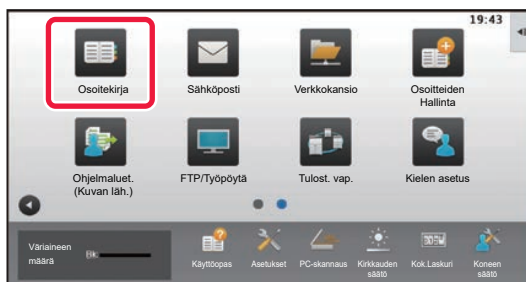 19:43
Osoitekirja
Sähköposti
Verkkokansio
Osoitteiden
Hallinta
Ohjelmaluet.
(Kuvan läh.)
FTP/Työpöytä
Tulost. vap.
Kielen asetus
Väriaineen
määrä
Bk:
Käyttöopas
Asetukset
PC-skannaus
Kirkkauden
säätö
Kok.Laskuri
Koneen
säätö